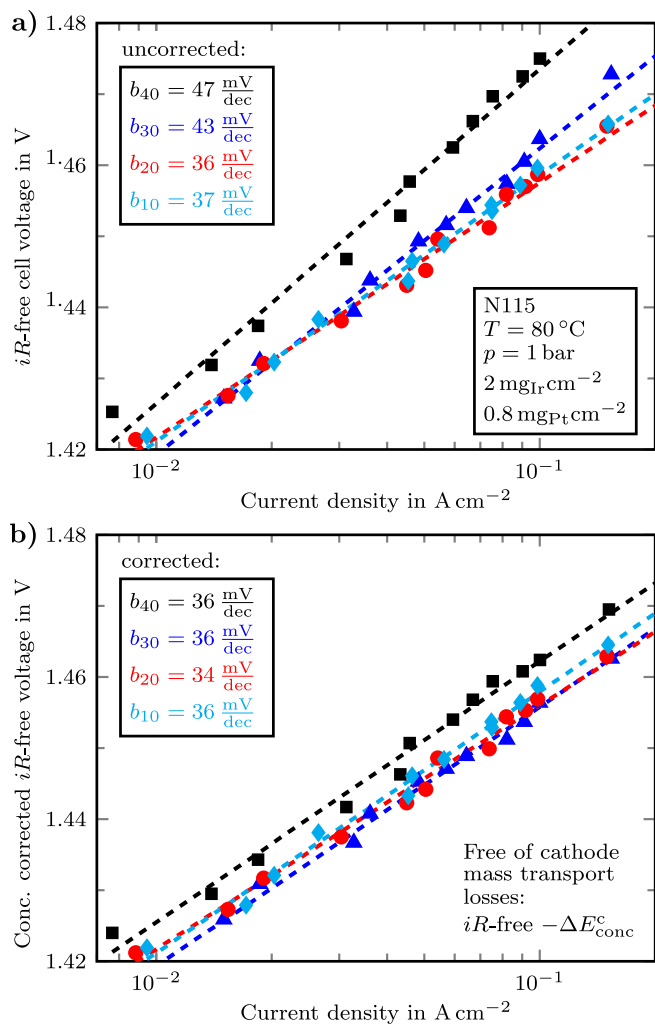 a)
1.48
1.46
1.44
1.42
iR-free cell voltage in V
uncorrected:
b₄₀ = 47 mV/dec
b₃₀ = 43 mV/dec
b₂₀ = 36 mV/dec
b₁₀ = 37 mV/dec
N115
T = 80 °C
p = 1 bar
2 mg_Ir cm⁻²
0.8 mg_Pt cm⁻²
10⁻² 10⁻¹
Current density in A cm⁻²
b)
1.48
1.46
1.44
1.42
Conc. corrected iR-free voltage in V
corrected:
b₄₀ = 36 mV/dec
b₃₀ = 36 mV/dec
b₂₀ = 34 mV/dec
b₁₀ = 36 mV/dec
Free of cathode
mass transport
losses:
iR-free −ΔE^c_conc
10⁻² 10⁻¹
Current density in A cm⁻²